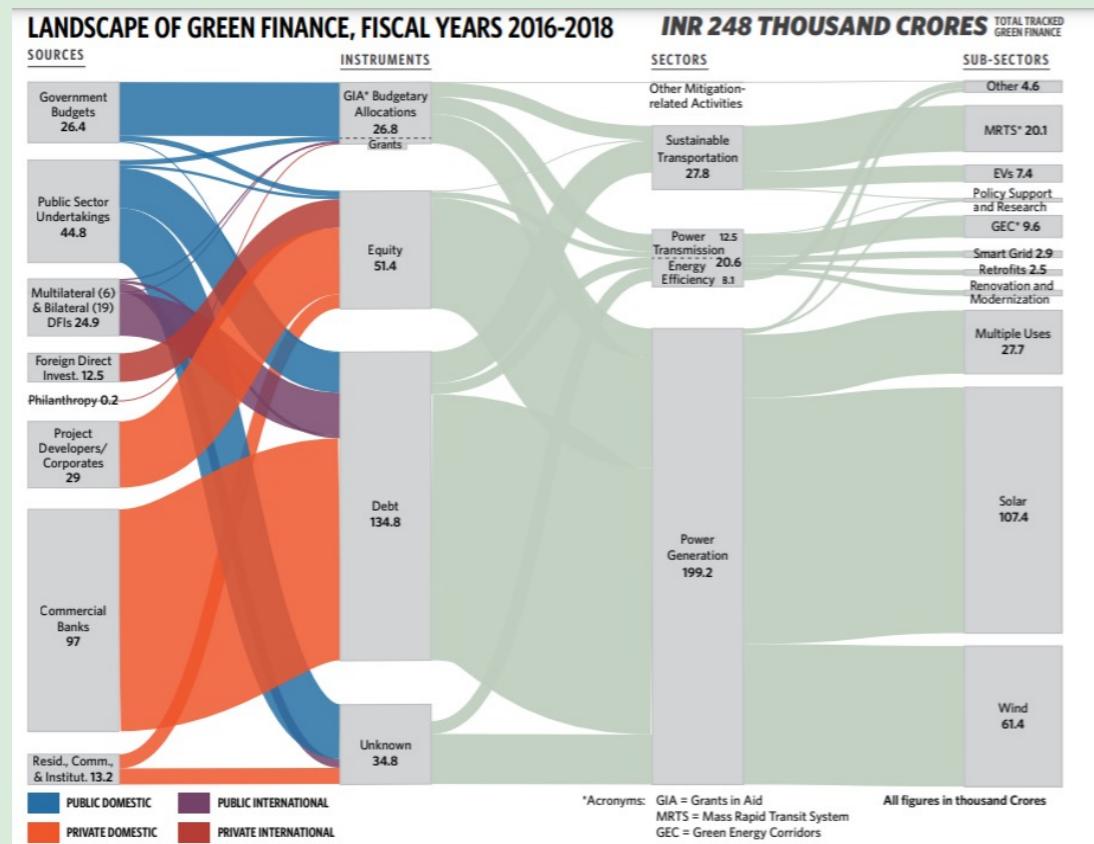 LANDSCAPE OF GREEN FINANCE, FISCAL YEARS 2016-2018
INR 248 THOUSAND CRORES TOTAL TRACKED
GREEN FINANCE
SOURCES
INSTRUMENTS
SECTORS
SUB-SECTORS
Government
Budgets
26.4
Public Sector
Undertakings
44.8
Multilateral (6)
& Bilateral (19)
DFIs 24.9
Foreign Direct
Invest. 12.5
Philanthropy 0.2
Project
Developers/
Corporates
29
Commercial
Banks
97
Resid., Comm.,
& Institut. 13.2
GIA* Budgetary
Allocations
26.8
Grants
Equity
51.4
Debt
134.8
Unknown
34.8
Other Mitigation-
related Activities
Sustainable
Transportation
27.8
Power 12.5
Transmission
20.6
Energy
Efficiency 8.1
Power
Generation
199.2
Other 4.6
MRTS* 20.1
EVs 7.4
Policy Support
and Research
GEC* 9.6
Smart Grid 2.9
Retrofits 2.5
Renovation and
Modernization
Multiple Uses
27.7
Solar
107.4
Wind
61.4
PUBLIC DOMESTIC
PUBLIC INTERNATIONAL
PRIVATE DOMESTIC
PRIVATE INTERNATIONAL
*Acronyms: GIA = Grants in Aid
MRTS = Mass Rapid Transit System
GEC = Green Energy Corridors
All figures in thousand Crores